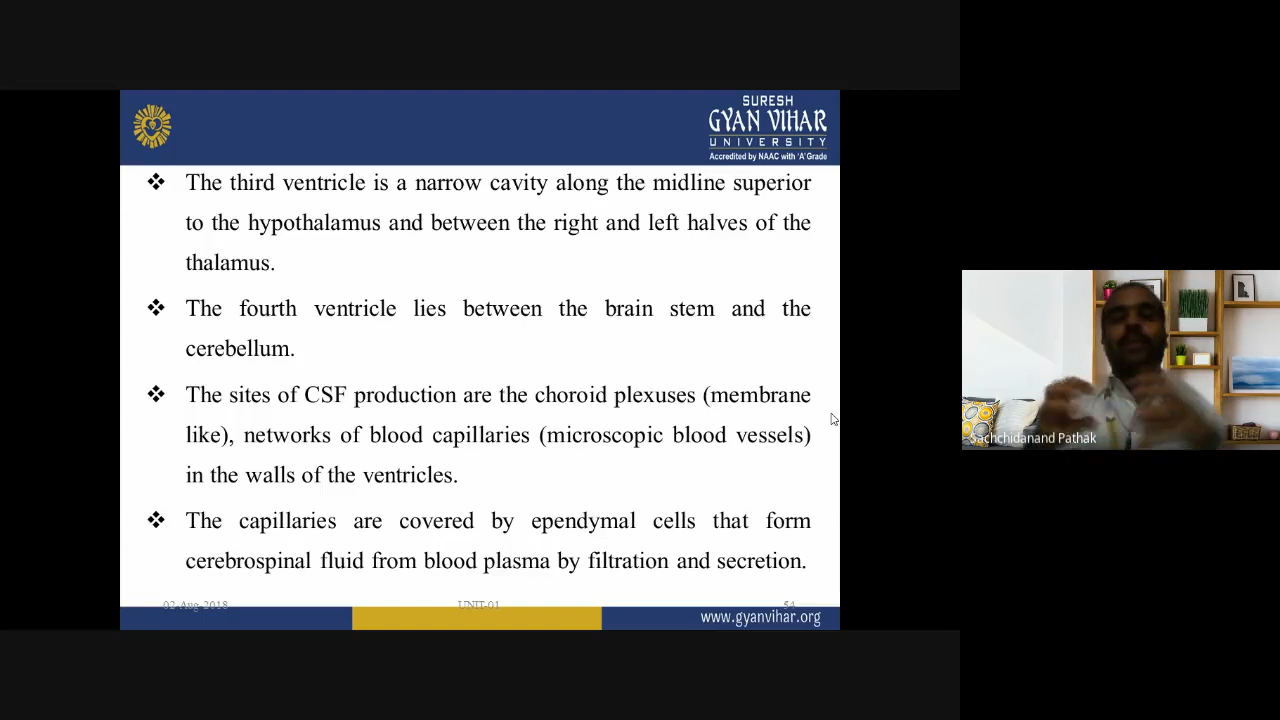 SURESH
GYAN VIHAR
UNIVERSITY
Accredited by NAAC with 'A' Grade
❖ The third ventricle is a narrow cavity along the midline superior
to the hypothalamus and between the right and left halves of the
thalamus.
❖ The fourth ventricle lies between the brain stem and the
cerebellum.
❖ The sites of CSF production are the choroid plexuses (membrane
like), networks of blood capillaries (microscopic blood vessels)
in the walls of the ventricles.
❖ The capillaries are covered by ependymal cells that form
cerebrospinal fluid from blood plasma by filtration and secretion.
02-Aug-2018 UNIT-01 54
www.gyanvihar.org
Sachchidanand Pathak